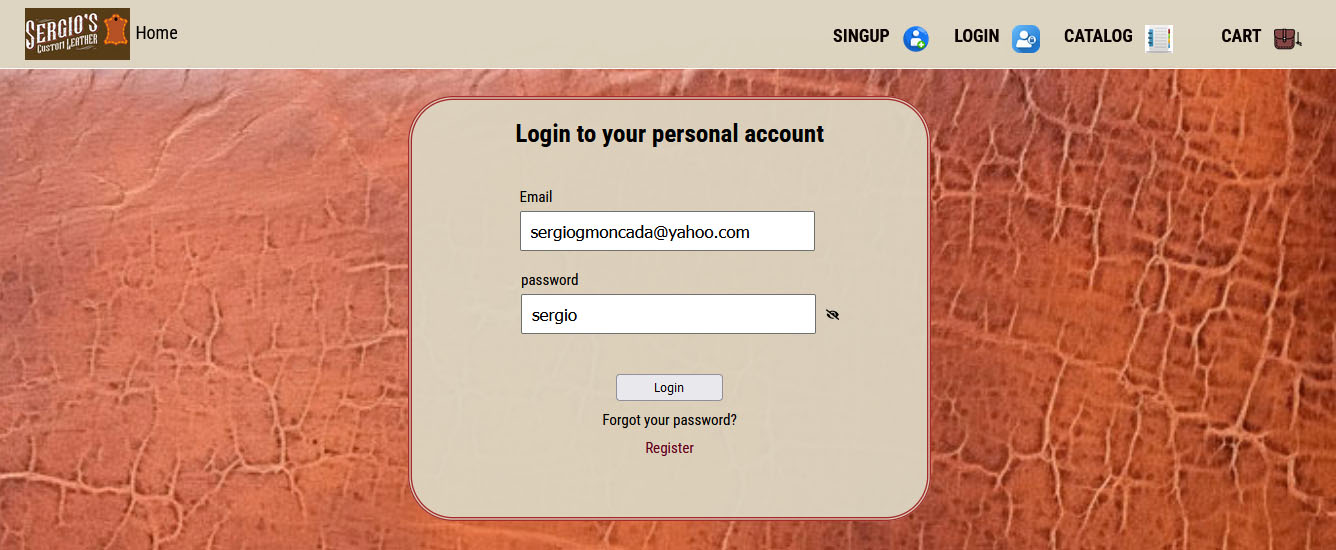 SERGIO'S
CUSTOM LEATHER
Home
SINGUP
LOGIN
CATALOG
CART
Login to your personal account
Email
sergiogmoncada@yahoo.com
password
sergio
Login
Forgot your password?
Register